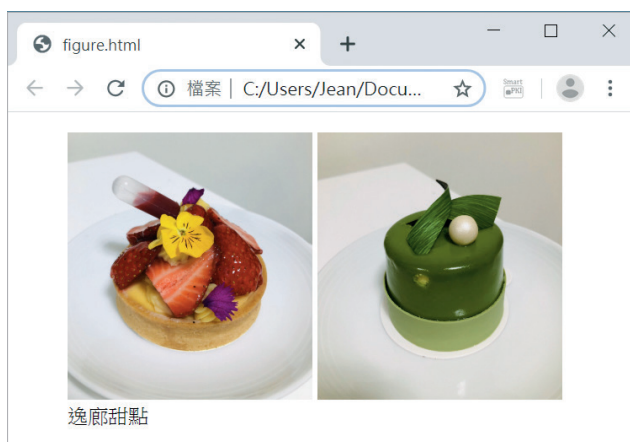 figure.html
檔案 C:/Users/Jean/Docu...
Smart
PKI
逸廊甜點